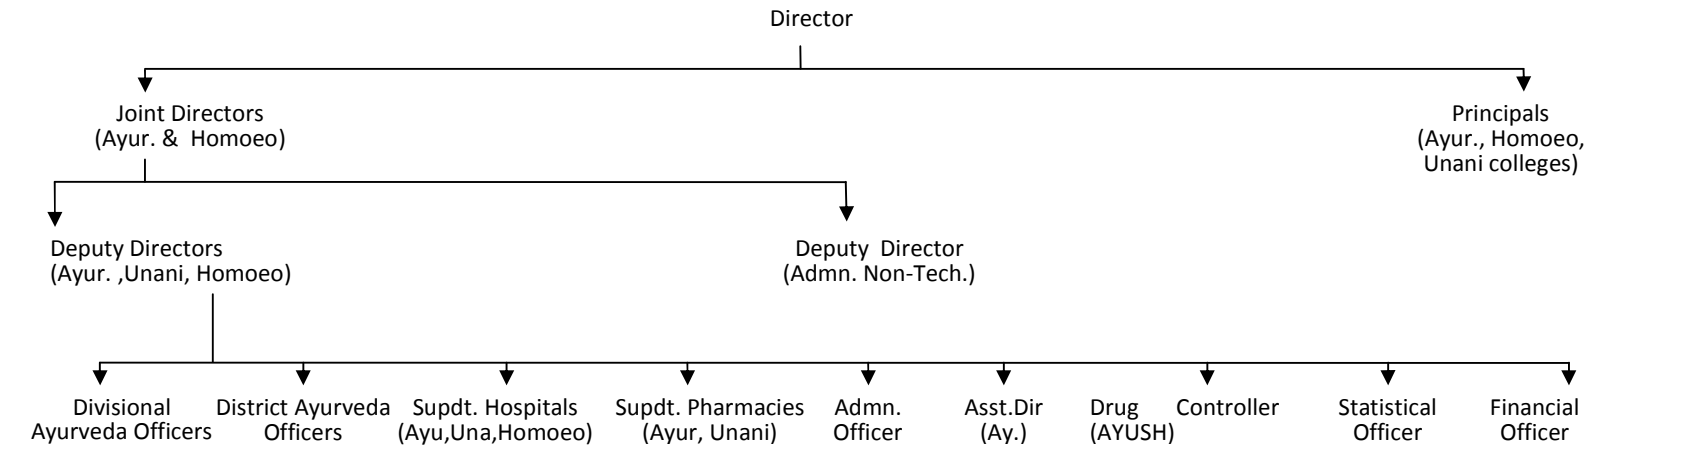 Director
Joint Directors
(Ayur. & Homoeo)
Principals
(Ayur., Homoeo,
Unani colleges)
Deputy Directors
(Ayur. ,Unani, Homoeo)
Deputy Director
(Admn. Non-Tech.)
Divisional
Ayurveda Officers
District Ayurveda
Officers
Supdt. Hospitals
(Ayu,Una,Homoeo)
Supdt. Pharmacies
(Ayur, Unani)
Admn.
Officer
Asst.Dir
(Ay.)
Drug Controller
(AYUSH)
Statistical
Officer
Financial
Officer